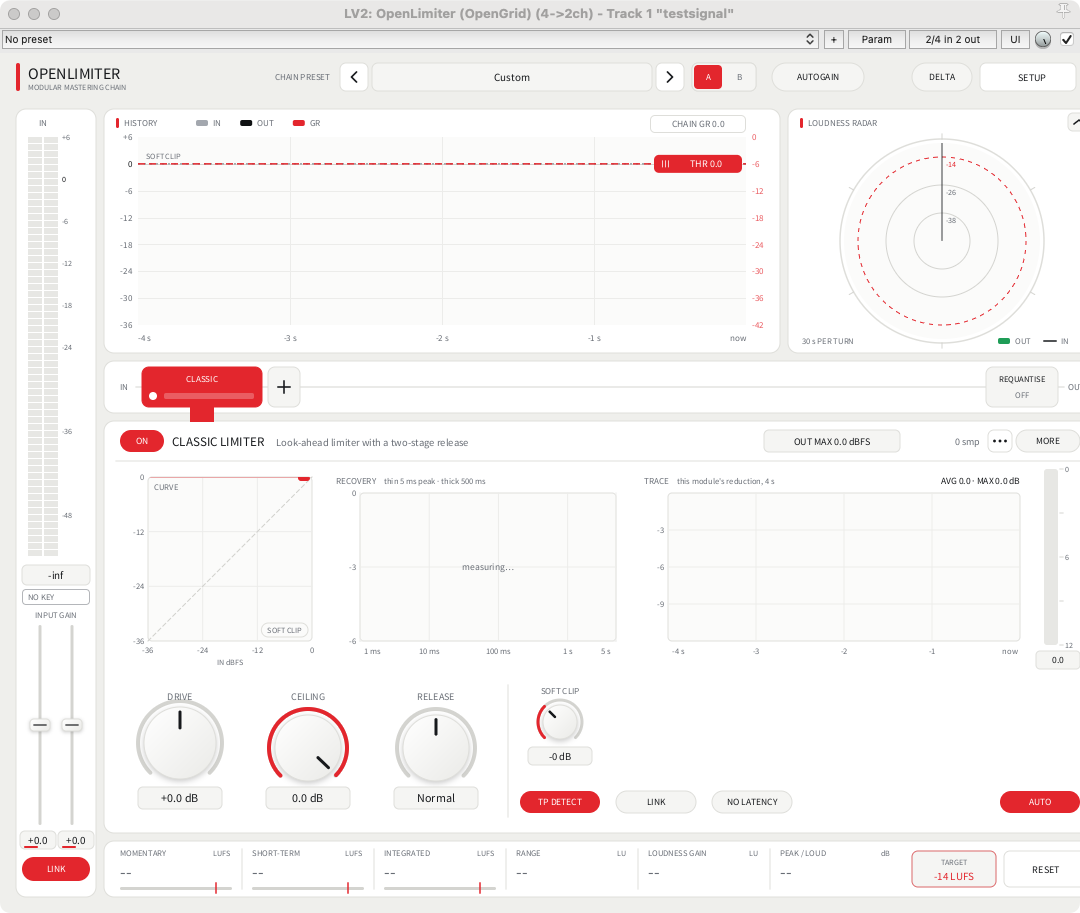 LV2: OpenLimiter (OpenGrid) (4->2ch) - Track 1 "testsignal"
No preset
+
Param
2/4 in 2 out
UI
OPENLIMITER
MODULAR MASTERING CHAIN
CHAIN PRESET
Custom
A
B
AUTOGAIN
DELTA
SETUP
IN
+6
0
-6
-12
-18
-24
-36
-48
-inf
NO KEY
INPUT GAIN
+0.0
+0.0
LINK
HISTORY
IN
OUT
GR
CHAIN GR 0.0
+6
0
-6
-12
-18
-24
-30
-36
SOFT CLIP
THR 0.0
0
-6
-12
-18
-24
-30
-36
-42
-4 s
-3 s
-2 s
-1 s
now
LOUDNESS RADAR
-14
-26
-38
30 s PER TURN
OUT
IN
IN
CLASSIC
+
REQUANTISE
OFF
OU
ON
CLASSIC LIMITER
Look-ahead limiter with a two-stage release
OUT MAX 0.0 dBFS
0 smp
MORE
CURVE
0
-12
-24
-36
SOFT CLIP
-36
-24
-12
0
IN dBFS
RECOVERY
thin 5 ms peak · thick 500 ms
0
-3
-6
measuring…
1 ms
10 ms
100 ms
1 s
5 s
TRACE
this module's reduction, 4 s
AVG 0.0 · MAX 0.0 dB
-3
-6
-9
-4 s
-3
-2
-1
now
0
6
12
0.0
DRIVE
+0.0 dB
CEILING
0.0 dB
RELEASE
Normal
SOFT CLIP
-0 dB
TP DETECT
LINK
NO LATENCY
AUTO
MOMENTARY
LUFS
--
SHORT-TERM
LUFS
--
INTEGRATED
LUFS
--
RANGE
LU
--
LOUDNESS GAIN
LU
--
PEAK / LOUD
dB
--
TARGET
-14 LUFS
RESET